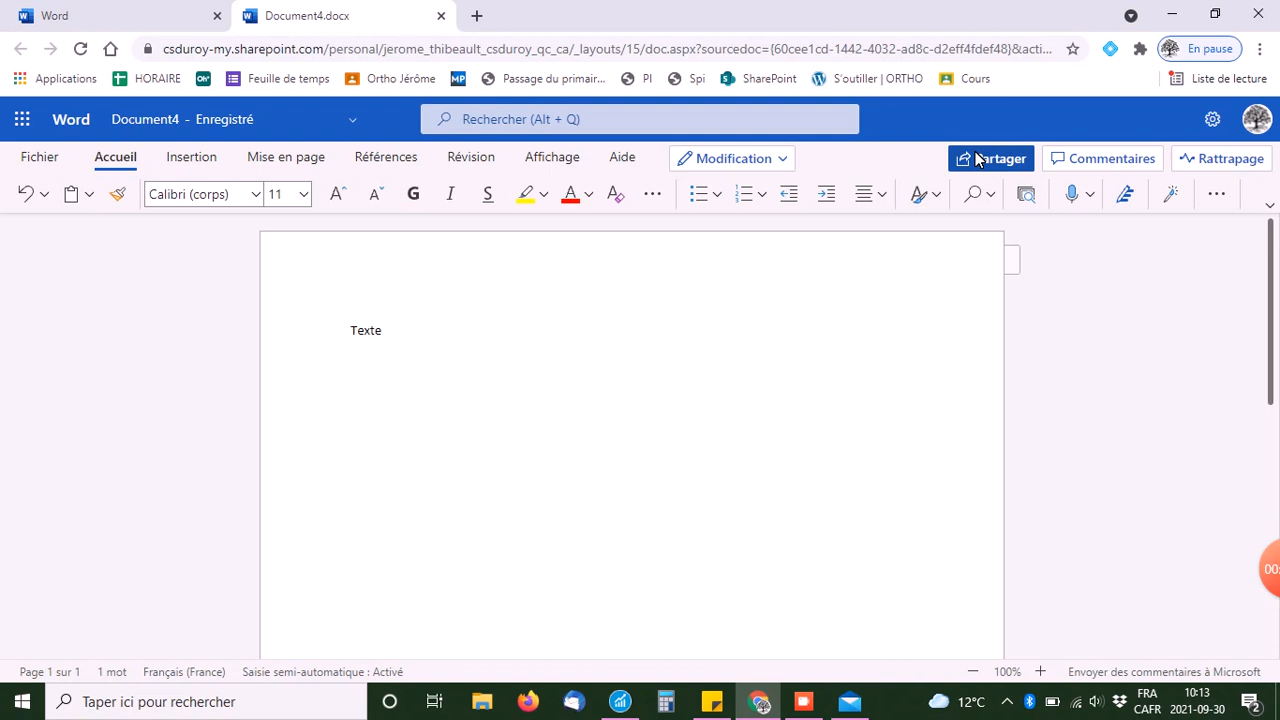 Word
Document4.docx
csduroy-my.sharepoint.com/personal/jerome_thibeault_csduroy_qc_ca/_layouts/15/doc.aspx?sourcedoc={60cee1cd-1442-4032-ad8c-d2eff4fdef48}&acti...
En pause
Applications HORAIRE Feuille de temps Ortho Jérôme MP Passage du primair... PI Spi SharePoint S'outiller | ORTHO Cours Liste de lecture
Word Document4 - Enregistré Rechercher (Alt + Q)
Fichier Accueil Insertion Mise en page Références Révision Affichage Aide Modification Partager Commentaires Rattrapage
Calibri (corps) 11 G I S
Texte
00:
Page 1 sur 1 1 mot Français (France) Saisie semi-automatique : Activé 100% Envoyer des commentaires à Microsoft
Taper ici pour rechercher 12°C FRA 10:13
CAFR 2021-09-30 2